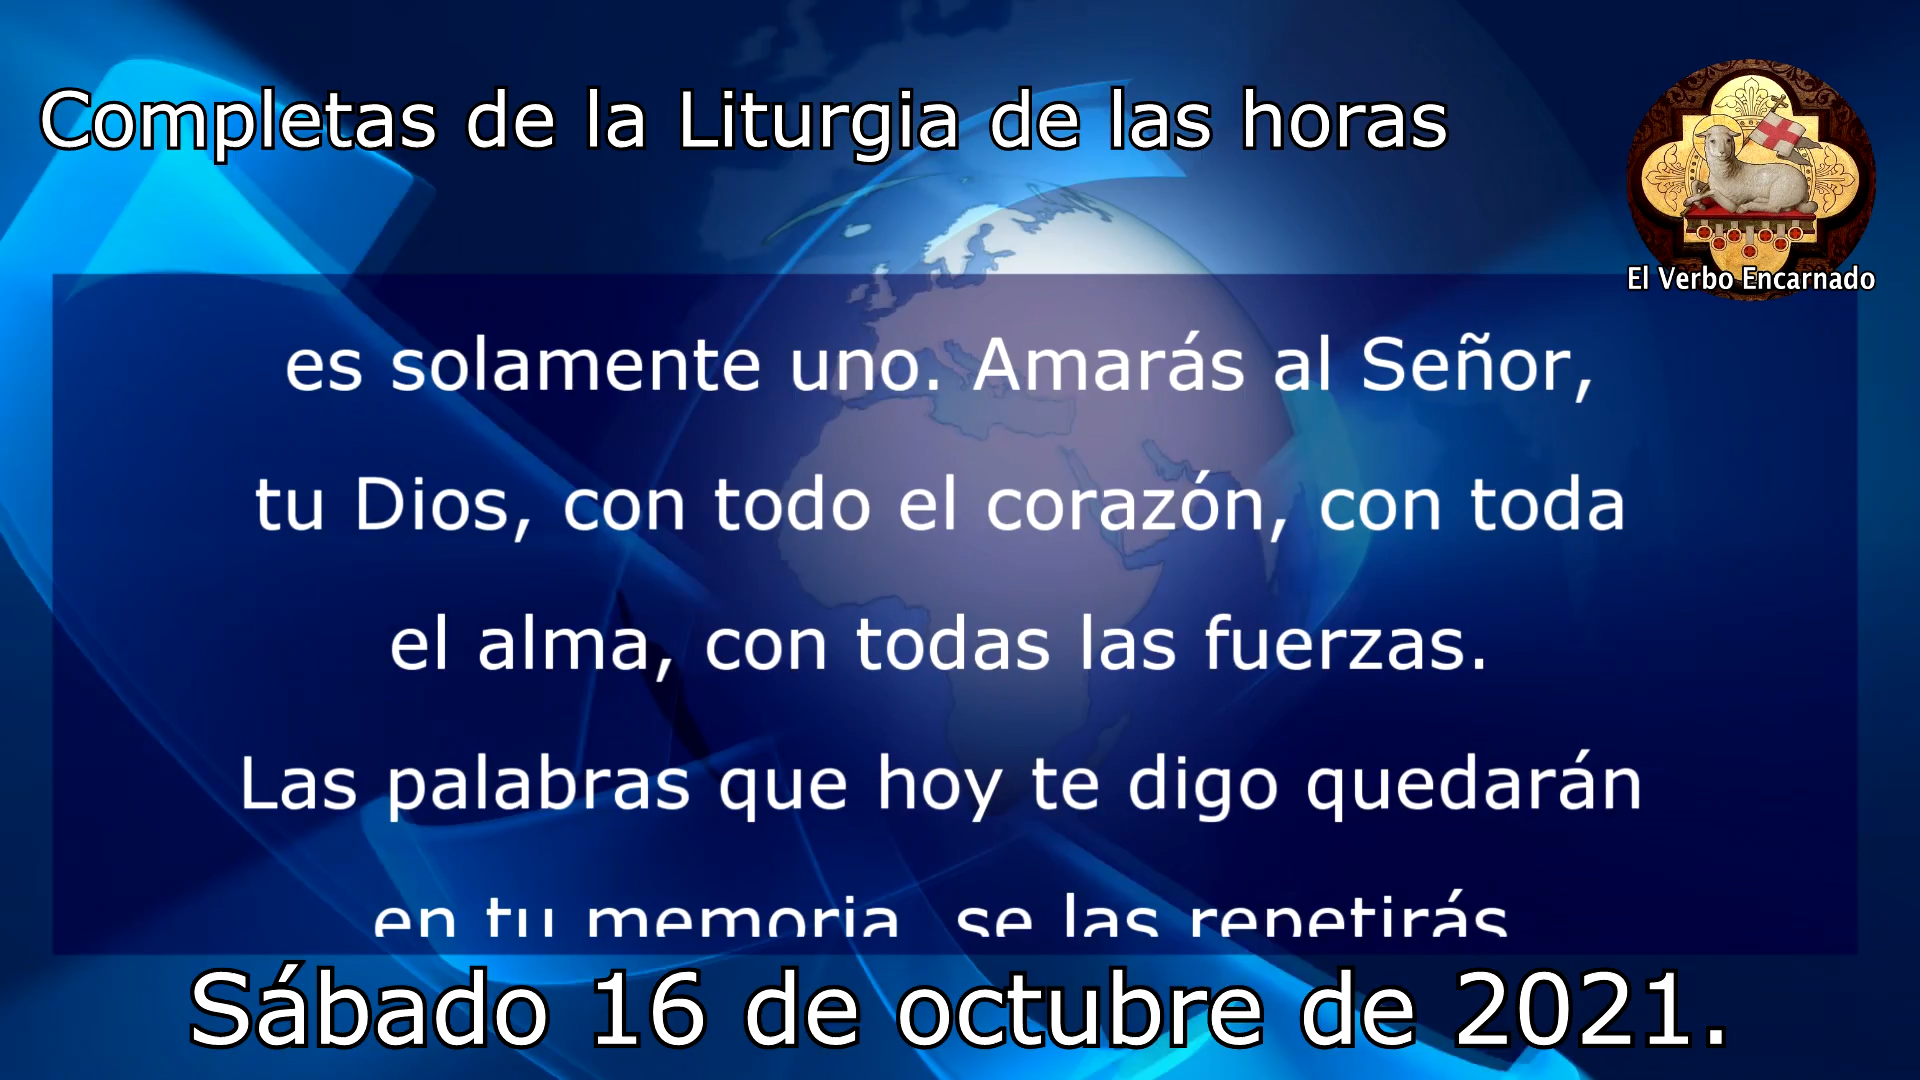 Completas de la Liturgia de las horas
El Verbo Encarnado
es solamente uno. Amarás al Señor,
tu Dios, con todo el corazón, con toda
el alma, con todas las fuerzas.
Las palabras que hoy te digo quedarán
en tu memoria, se las repetirás
Sábado 16 de octubre de 2021.